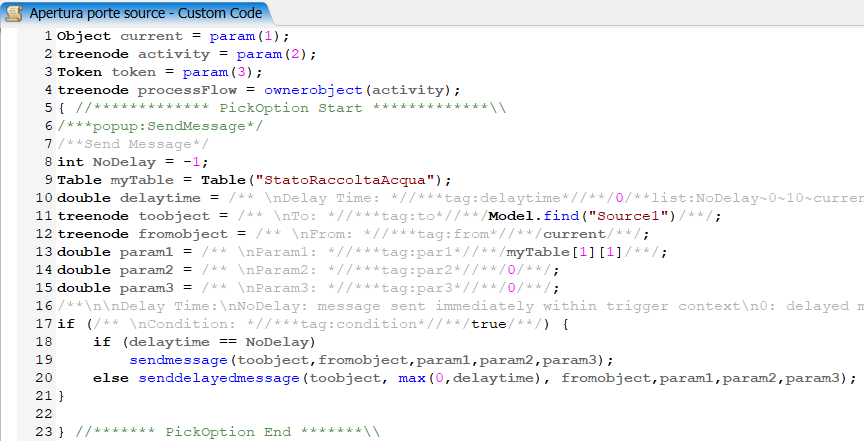 Apertura porte source - Custom Code
1 Object current = param(1);
2 treenode activity = param(2);
3 Token token = param(3);
4 treenode processFlow = ownerobject(activity);
5 { //************* PickOption Start *************\\
6 /***popup:SendMessage*/
7 /**Send Message*/
8 int NoDelay = -1;
9 Table myTable = Table("StatoRaccoltaAcqua");
10 double delaytime = /** \nDelay Time: *//***tag:delaytime*//**/0/**list:NoDelay~0~10~curren
11 treenode toobject = /** \nTo: *//***tag:to*//**/Model.find("Source1")/**/;
12 treenode fromobject = /** \nFrom: *//***tag:from*//**/current/**/;
13 double param1 = /** \nParam1: *//***tag:par1*//**/myTable[1][1]/**/;
14 double param2 = /** \nParam2: *//***tag:par2*//**/0/**/;
15 double param3 = /** \nParam3: *//***tag:par3*//**/0/**/;
16 /**\n\nDelay Time:\nNoDelay: message sent immediately within trigger context\n0: delayed m
17 if (/** \nCondition: *//***tag:condition*//**/true/**/) {
18 if (delaytime == NoDelay)
19 sendmessage(toobject,fromobject,param1,param2,param3);
20 else senddelayedmessage(toobject, max(0,delaytime), fromobject,param1,param2,param3);
21 }
22
23 } //******* PickOption End *******\\